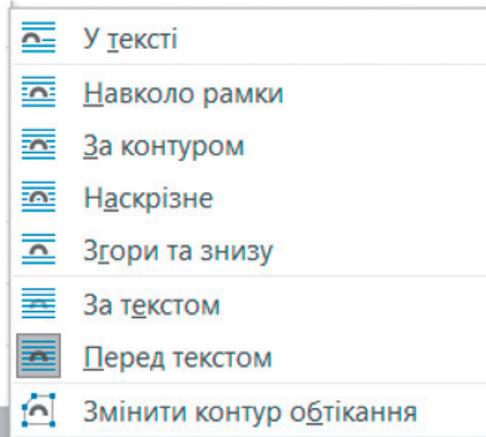 У тексті
Навколо рамки
За контуром
Наскрізне
Згори та знизу
За текстом
Перед текстом
Змінити контур обтікання